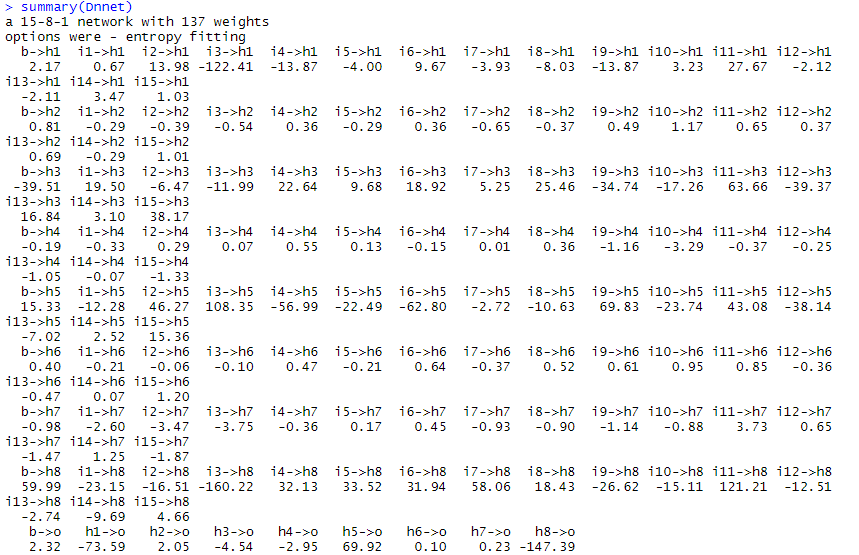 > summary(Dnnet)
a 15-8-1 network with 137 weights
options were - entropy fitting
b->h1 i1->h1 i2->h1 i3->h1 i4->h1 i5->h1 i6->h1 i7->h1 i8->h1 i9->h1 i10->h1 i11->h1 i12->h1
2.17 0.67 13.98 -122.41 -13.87 -4.00 9.67 -3.93 -8.03 -13.87 3.23 27.67 -2.12
i13->h1 i14->h1 i15->h1
-2.11 3.47 1.03
b->h2 i1->h2 i2->h2 i3->h2 i4->h2 i5->h2 i6->h2 i7->h2 i8->h2 i9->h2 i10->h2 i11->h2 i12->h2
0.81 -0.29 -0.39 -0.54 0.36 -0.29 0.36 -0.65 -0.37 0.49 1.17 0.65 0.37
i13->h2 i14->h2 i15->h2
0.69 -0.29 1.01
b->h3 i1->h3 i2->h3 i3->h3 i4->h3 i5->h3 i6->h3 i7->h3 i8->h3 i9->h3 i10->h3 i11->h3 i12->h3
-39.51 19.50 -6.47 -11.99 22.64 9.68 18.92 5.25 25.46 -34.74 -17.26 63.66 -39.37
i13->h3 i14->h3 i15->h3
16.84 3.10 38.17
b->h4 i1->h4 i2->h4 i3->h4 i4->h4 i5->h4 i6->h4 i7->h4 i8->h4 i9->h4 i10->h4 i11->h4 i12->h4
-0.19 -0.33 0.29 0.07 0.55 0.13 -0.15 0.01 0.36 -1.16 -3.29 -0.37 -0.25
i13->h4 i14->h4 i15->h4
-1.05 -0.07 -1.33
b->h5 i1->h5 i2->h5 i3->h5 i4->h5 i5->h5 i6->h5 i7->h5 i8->h5 i9->h5 i10->h5 i11->h5 i12->h5
15.33 -12.28 46.27 108.35 -56.99 -22.49 -62.80 -2.72 -10.63 69.83 -23.74 43.08 -38.14
i13->h5 i14->h5 i15->h5
-7.02 2.52 15.36
b->h6 i1->h6 i2->h6 i3->h6 i4->h6 i5->h6 i6->h6 i7->h6 i8->h6 i9->h6 i10->h6 i11->h6 i12->h6
0.40 -0.21 -0.06 -0.10 0.47 -0.21 0.64 -0.37 0.52 0.61 0.95 0.85 -0.36
i13->h6 i14->h6 i15->h6
-0.47 0.07 1.20
b->h7 i1->h7 i2->h7 i3->h7 i4->h7 i5->h7 i6->h7 i7->h7 i8->h7 i9->h7 i10->h7 i11->h7 i12->h7
-0.98 -2.60 -3.47 -3.75 -0.36 0.17 0.45 -0.93 -0.90 -1.14 -0.88 3.73 0.65
i13->h7 i14->h7 i15->h7
-1.47 1.25 -1.87
b->h8 i1->h8 i2->h8 i3->h8 i4->h8 i5->h8 i6->h8 i7->h8 i8->h8 i9->h8 i10->h8 i11->h8 i12->h8
59.99 -23.15 -16.51 -160.22 32.13 33.52 31.94 58.06 18.43 -26.62 -15.11 121.21 -12.51
i13->h8 i14->h8 i15->h8
-2.74 -9.69 4.66
b->o h1->o h2->o h3->o h4->o h5->o h6->o h7->o h8->o
2.32 -73.59 2.05 -4.54 -2.95 69.92 0.10 0.23 -147.39